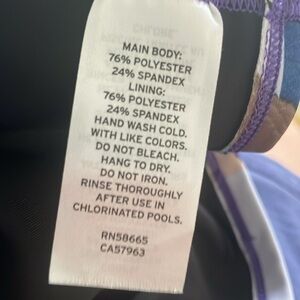 MAIN BODY:
76% POLYESTER
24% SPANDEX
LINING:
76% POLYESTER
24% SPANDEX
HAND WASH COLD.
WITH LIKE COLORS.
DO NOT BLEACH.
HANG TO DRY.
DO NOT IRON.
RINSE THOROUGHLY
AFTER USE IN
CHLORINATED POOLS.
RN58665
CA57963